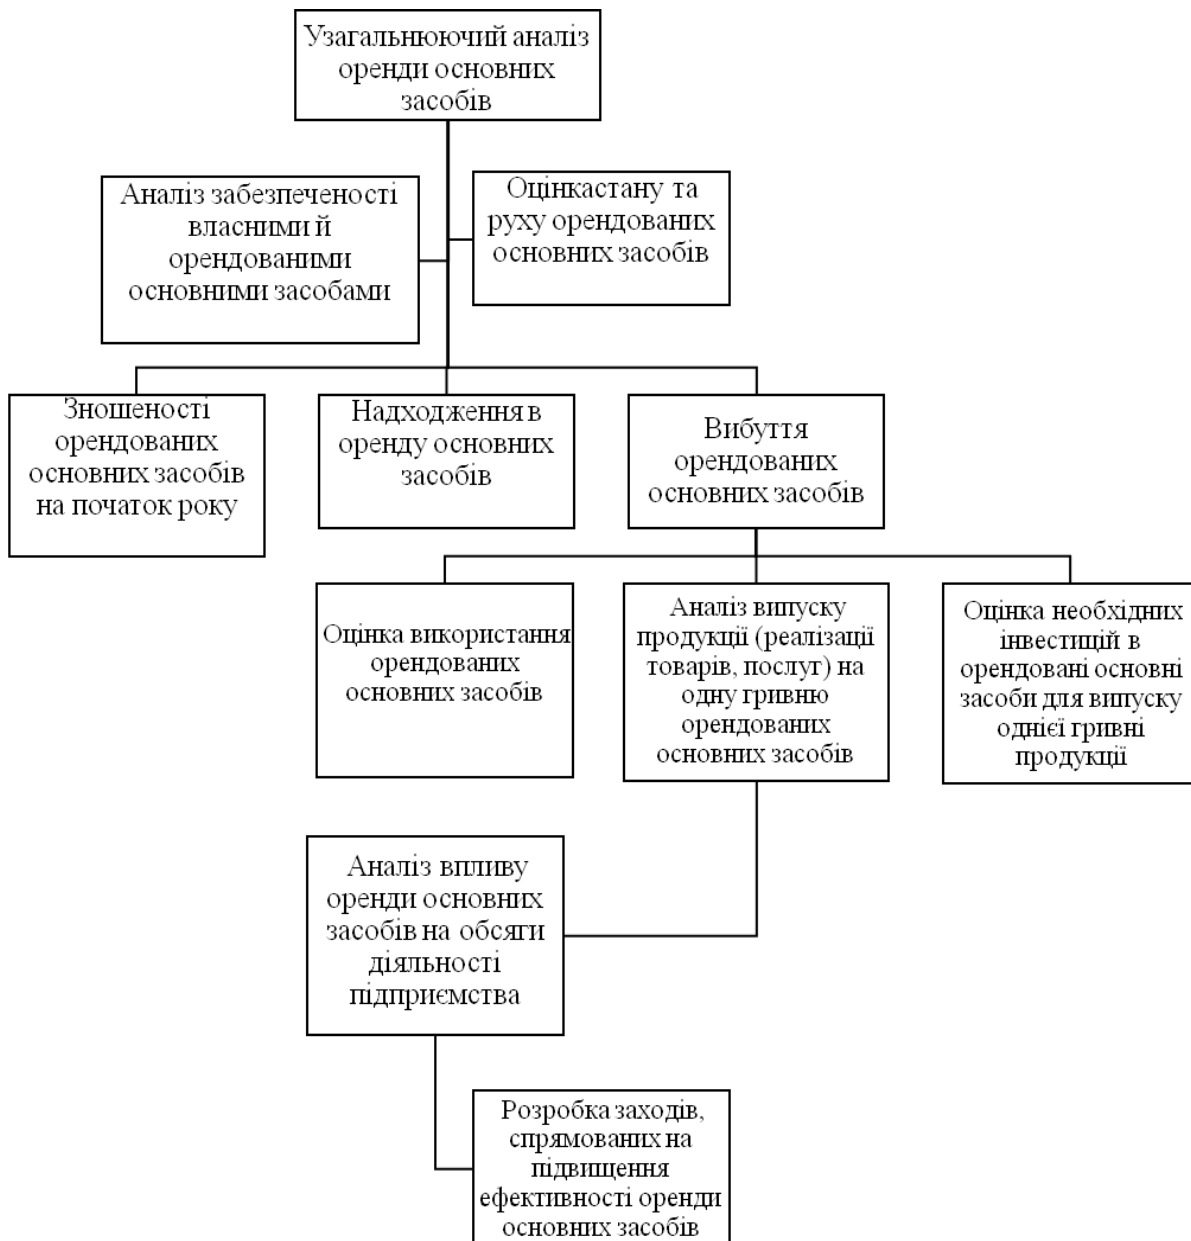 Узагальнюючий аналіз
оренди основних
засобів
Аналіз забезпеченості
власними й
орендованими
основними засобами
Оцінкастану та
руху орендованих
основних засобів
Зношеності
орендованих
основних засобів
на початок року
Надходження в
оренду основних
засобів
Вибуття
орендованих
основних засобів
Оцінка використання
орендованих
основних засобів
Аналіз випуску
продукції (реалізації
товарів, послуг) на
одну гривню
орендованих
основних засобів
Оцінка необхідних
інвестицій в
орендовані основні
засоби для випуску
однієї гривні
продукції
Аналіз впливу
оренди основних
засобів на обсяги
діяльності
підприємства
Розробка заходів,
спрямованих на
підвищення
ефективності оренди
основних засобів